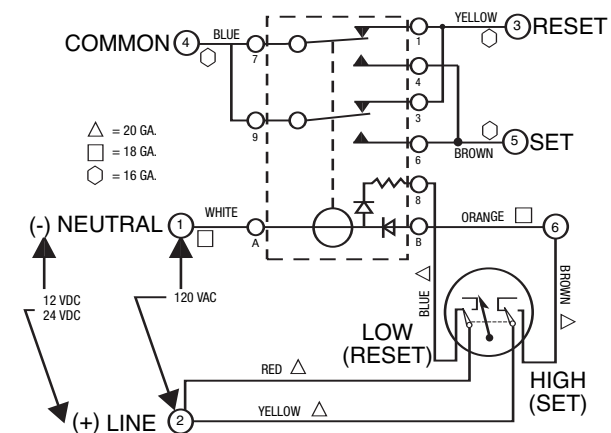 COMMON 4 BLUE 7
1 YELLOW 3 RESET
4
9
3
6 BROWN 5 SET
△ = 20 GA.
□ = 18 GA.
⬡ = 16 GA.
8
(-) NEUTRAL 1 WHITE A
B ORANGE 6
12 VDC
24 VDC
120 VAC
BLUE
BROWN
LOW
(RESET)
HIGH
(SET)
RED
YELLOW
(+) LINE 2